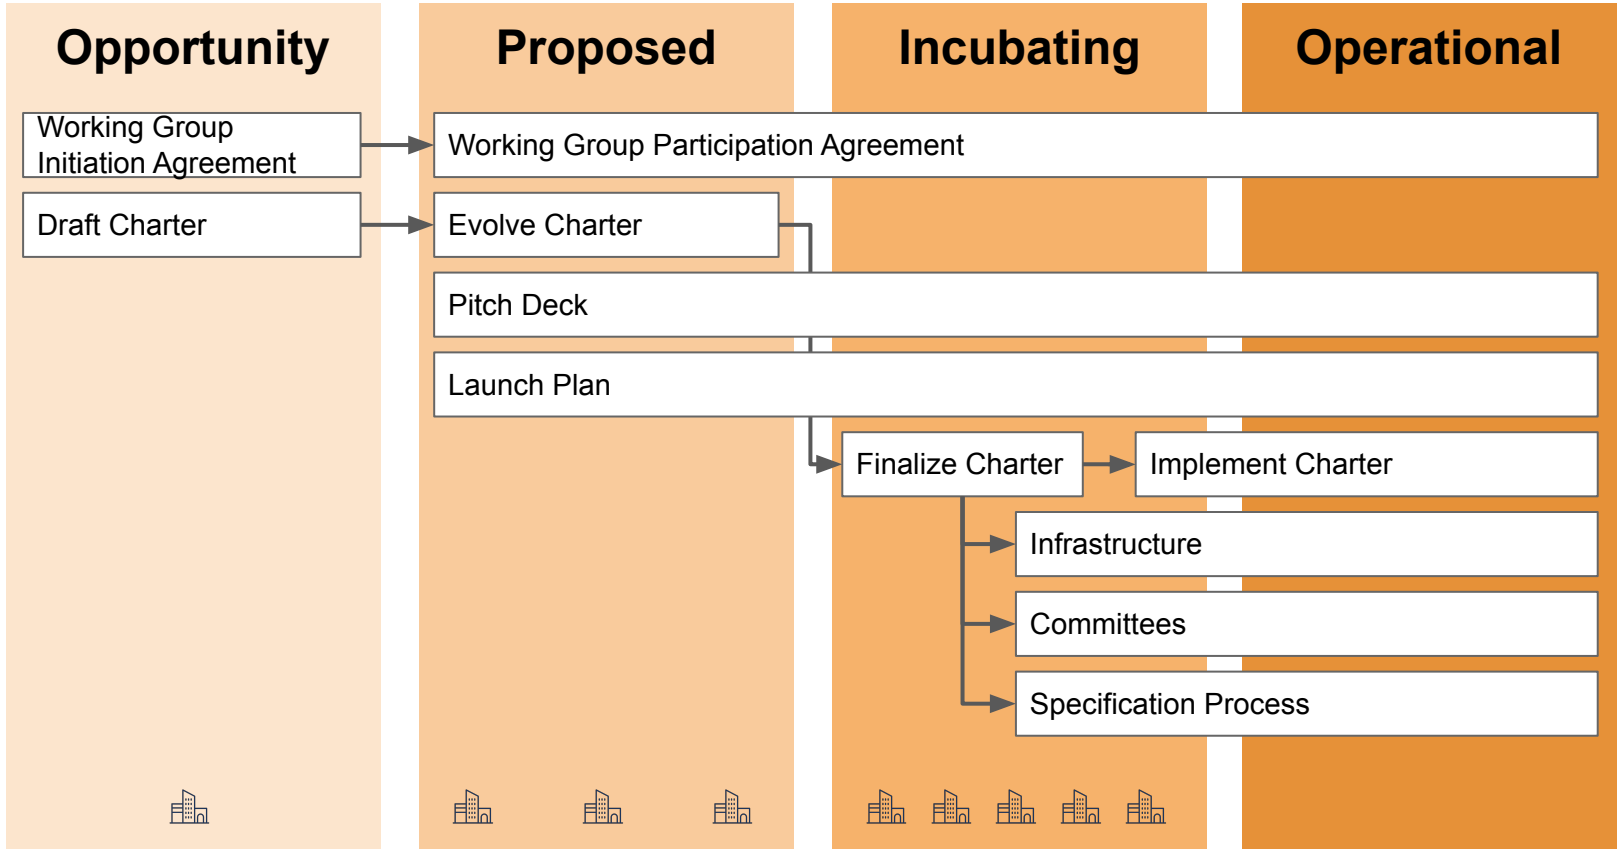 Opportunity
Proposed
Incubating
Operational
Working Group
Initiation Agreement
Working Group Participation Agreement
Draft Charter
Evolve Charter
Pitch Deck
Launch Plan
Finalize Charter
Implement Charter
Infrastructure
Committees
Specification Process